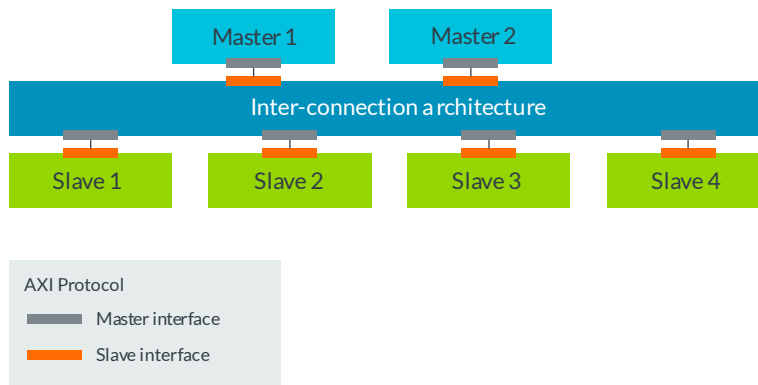 Master 1
Master 2
Inter-connection architecture
Slave 1
Slave 2
Slave 3
Slave 4
AXI Protocol
Master interface
Slave interface